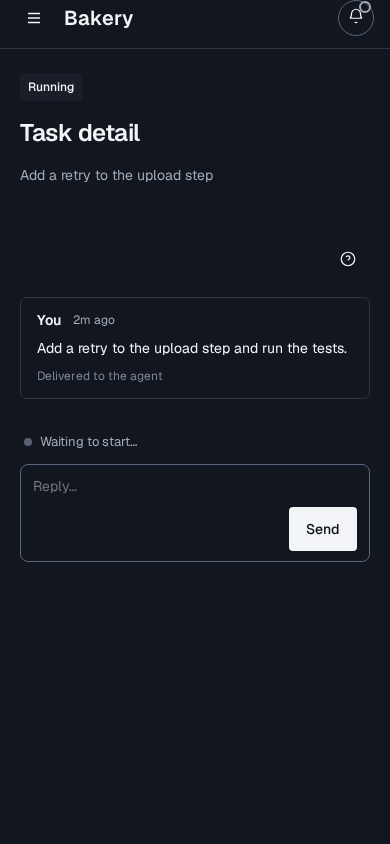 Bakery
Running
Task detail
Add a retry to the upload step
You 2m ago
Add a retry to the upload step and run the tests.
Delivered to the agent
Waiting to start…
Reply…
Send